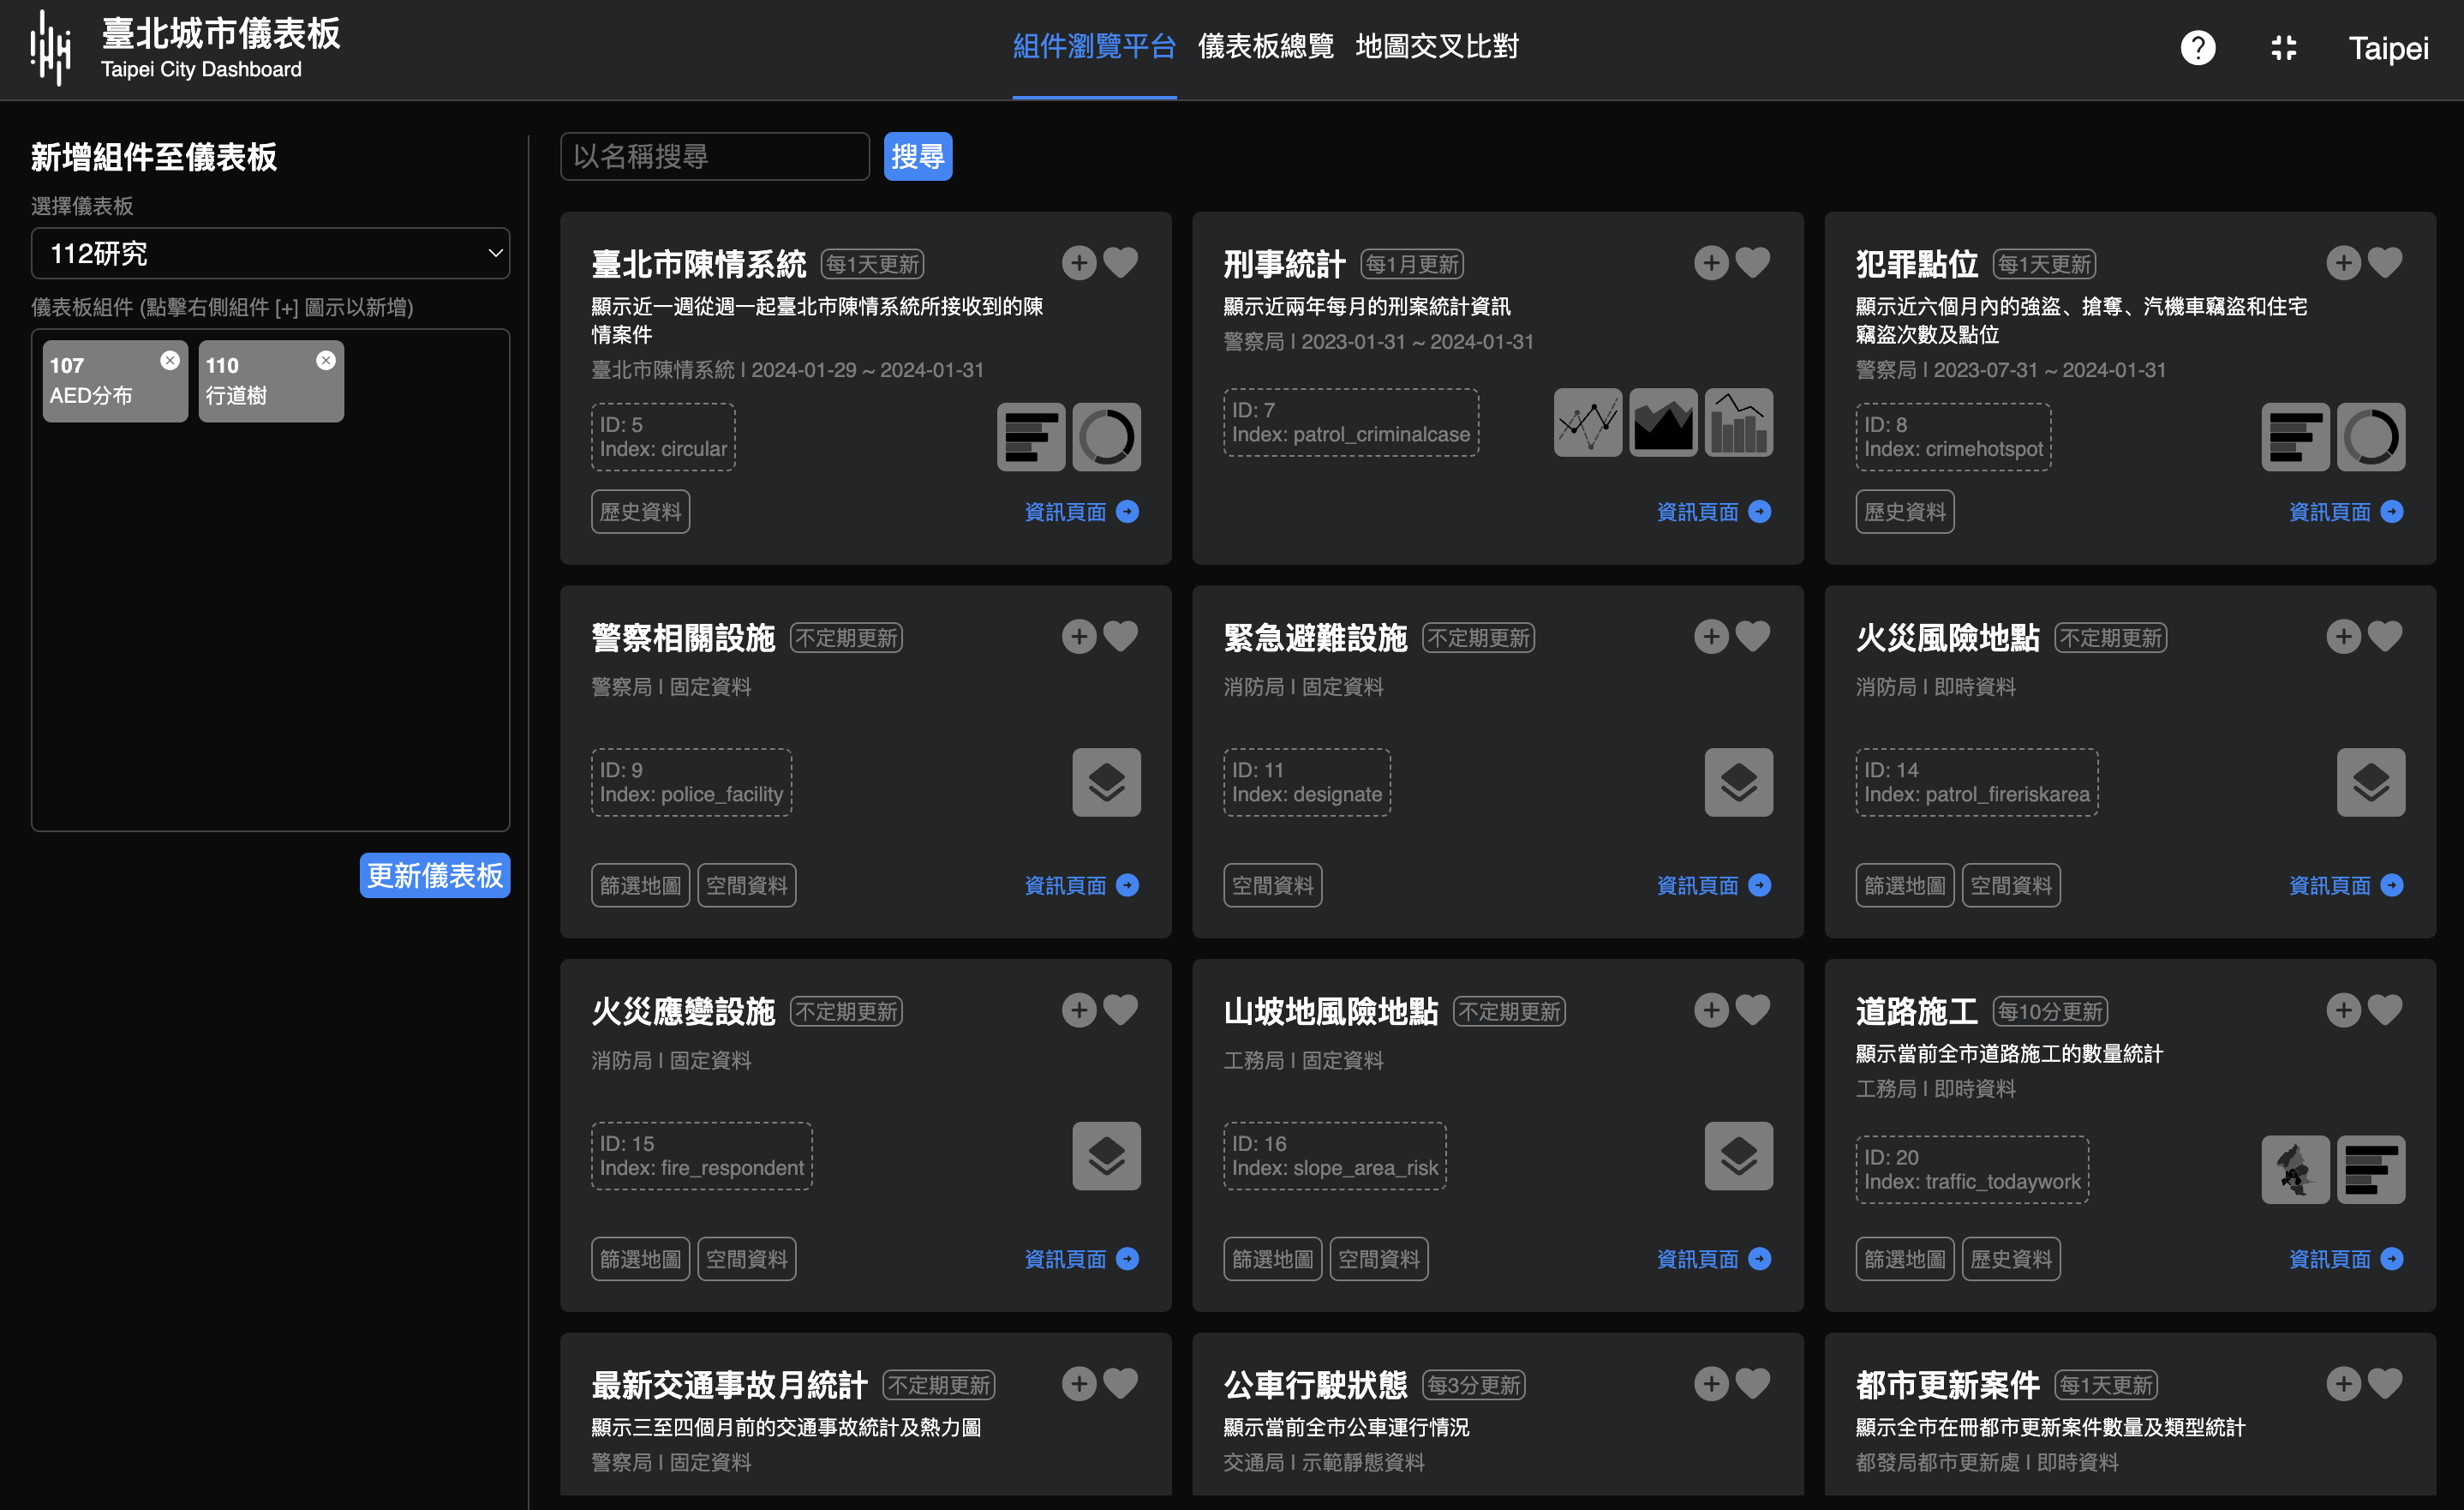 臺北城市儀表板
Taipei City Dashboard
組件瀏覽平台 儀表板總覽 地圖交叉比對
Taipei
新增組件至儀表板
選擇儀表板
112研究
儀表板組件 (點擊右側組件 [+] 圖示以新增)
107
AED分布
110
行道樹
更新儀表板
以名稱搜尋
搜尋
臺北市陳情系統 每1天更新
顯示近一週從週一起臺北市陳情系統所接收到的陳
情案件
臺北市陳情系統 | 2024-01-29 ~ 2024-01-31
ID: 5
Index: circular
歷史資料
資訊頁面
刑事統計 每1月更新
顯示近兩年每月的刑案統計資訊
警察局 | 2023-01-31 ~ 2024-01-31
ID: 7
Index: patrol_criminalcase
資訊頁面
犯罪點位 每1天更新
顯示近六個月內的強盜、搶奪、汽機車竊盜和住宅
竊盜次數及點位
警察局 | 2023-07-31 ~ 2024-01-31
ID: 8
Index: crimehotspot
歷史資料
資訊頁面
警察相關設施 不定期更新
警察局 | 固定資料
ID: 9
Index: police_facility
篩選地圖 空間資料
資訊頁面
緊急避難設施 不定期更新
消防局 | 固定資料
ID: 11
Index: designate
空間資料
資訊頁面
火災風險地點 不定期更新
消防局 | 即時資料
ID: 14
Index: patrol_fireriskarea
篩選地圖 空間資料
資訊頁面
火災應變設施 不定期更新
消防局 | 固定資料
ID: 15
Index: fire_respondent
篩選地圖 空間資料
資訊頁面
山坡地風險地點 不定期更新
工務局 | 固定資料
ID: 16
Index: slope_area_risk
篩選地圖 空間資料
資訊頁面
道路施工 每10分更新
顯示當前全市道路施工的數量統計
工務局 | 即時資料
ID: 20
Index: traffic_todaywork
篩選地圖 歷史資料
資訊頁面
最新交通事故月統計 不定期更新
顯示三至四個月前的交通事故統計及熱力圖
警察局 | 固定資料
公車行駛狀態 每3分更新
顯示當前全市公車運行情況
交通局 | 示範靜態資料
都市更新案件 每1天更新
顯示全市在冊都市更新案件數量及類型統計
都發局都市更新處 | 即時資料